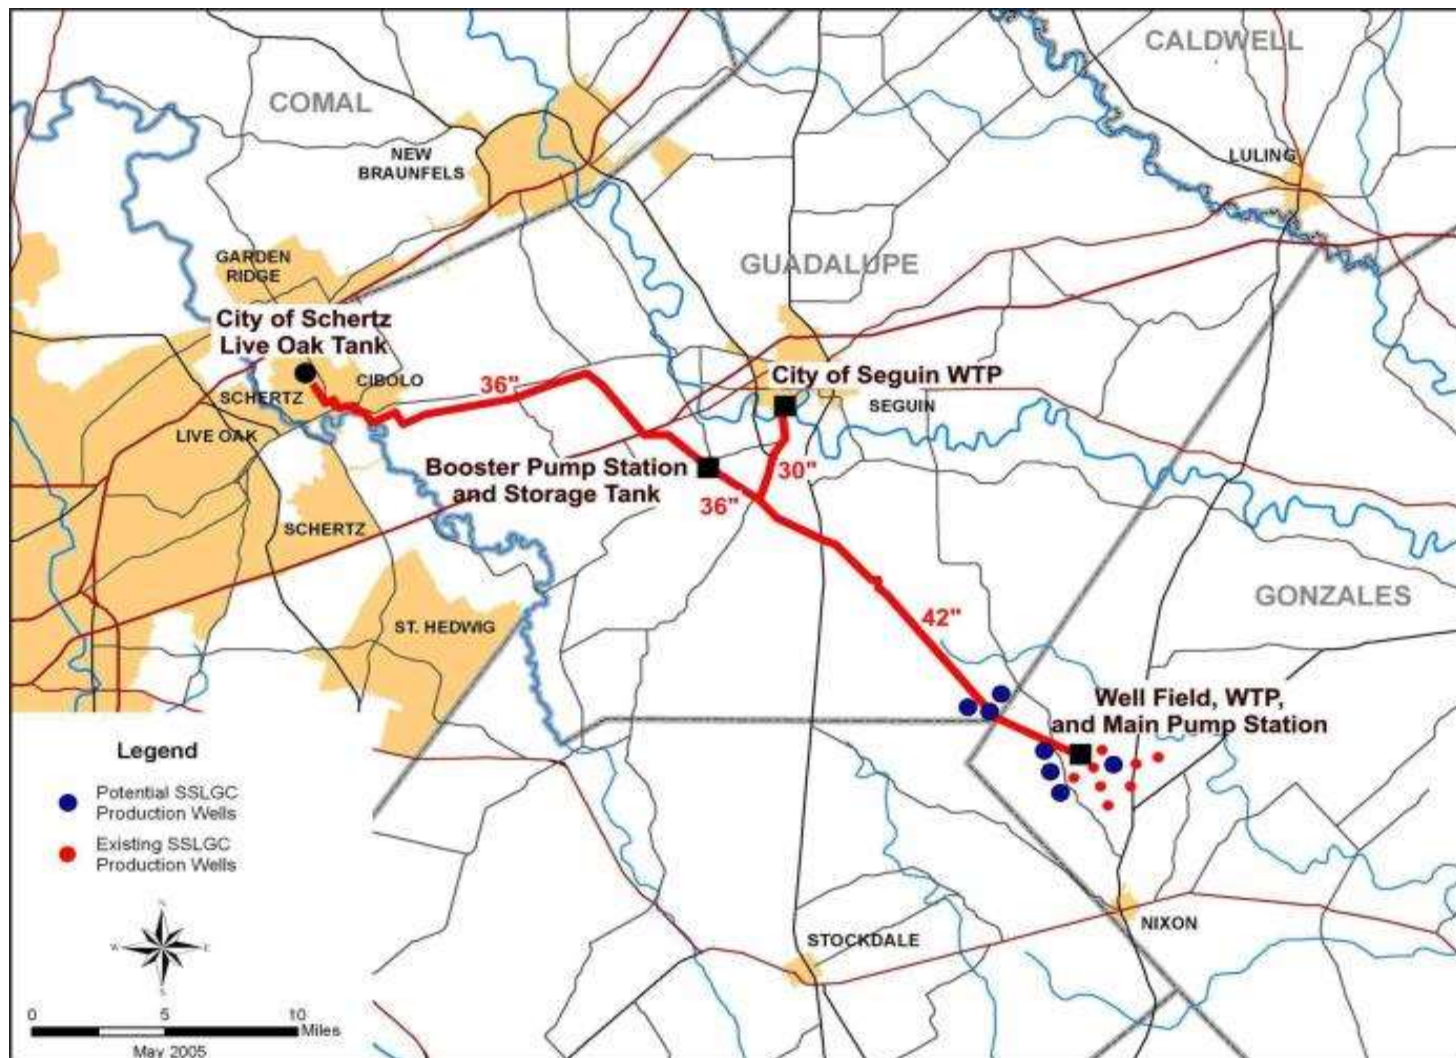 COMAL
CALDWELL
NEW
BRAUNFELS
LULING
GARDEN
RIDGE
GUADALUPE
City of Schertz
Live Oak Tank
CIBOLO
36"
City of Seguin WTP
SCHERTZ
SEGUIN
LIVE OAK
Booster Pump Station
and Storage Tank
30"
36"
SCHERTZ
GONZALES
ST. HEDWIG
42"
Well Field, WTP,
and Main Pump Station
Legend
Potential SSLGC
Production Wells
Existing SSLGC
Production Wells
N
W
E
S
NIXON
STOCKDALE
0 5 10
Miles
May 2005